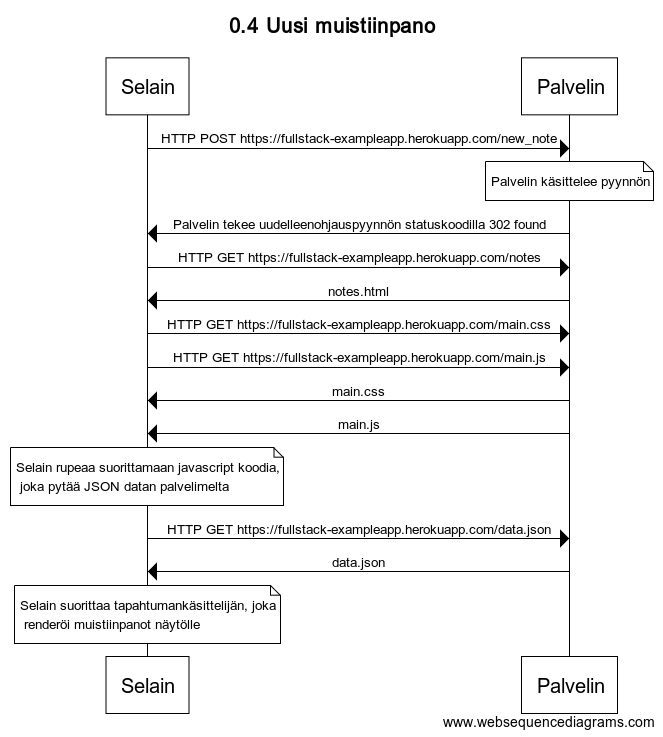 0.4 Uusi muistiinpano
Selain
Palvelin
HTTP POST https://fullstack-exampleapp.herokuapp.com/new_note
Palvelin käsittelee pyynnön
Palvelin tekee uudelleenohjauspyynnön statuskoodilla 302 found
HTTP GET https://fullstack-exampleapp.herokuapp.com/notes
notes.html
HTTP GET https://fullstack-exampleapp.herokuapp.com/main.css
HTTP GET https://fullstack-exampleapp.herokuapp.com/main.js
main.css
main.js
Selain rupeaa suorittamaan javascript koodia,
joka pytää JSON datan palvelimelta
HTTP GET https://fullstack-exampleapp.herokuapp.com/data.json
data.json
Selain suorittaa tapahtumankäsittelijän, joka
renderöi muistiinpanot näytölle
Selain
Palvelin
www.websequencediagrams.com